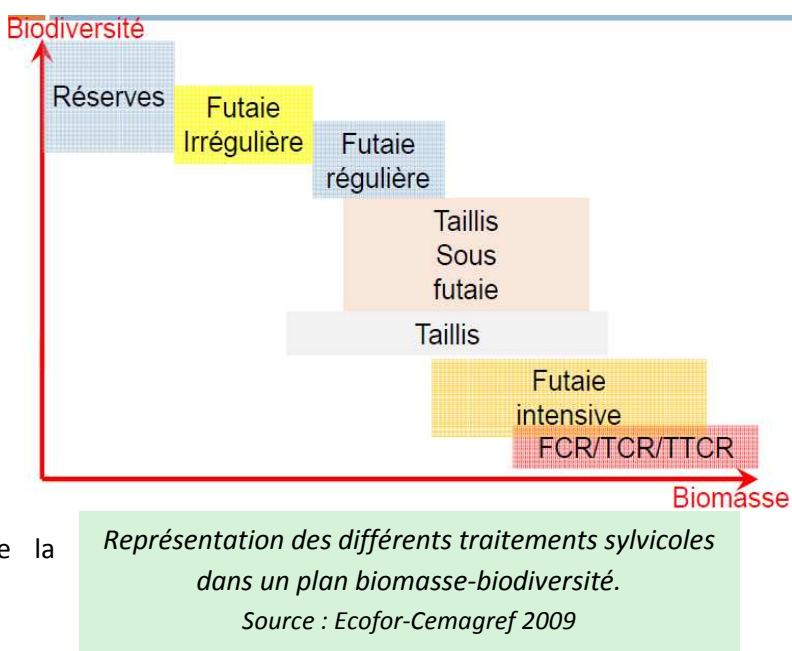 Biodiversité
Réserves
Futaie
Irrégulière
Futaie
régulière
Taillis
Sous
futaie
Taillis
Futaie
intensive
FCR/TCR/TTCR
Biomasse
e la
Représentation des différents traitements sylvicoles
dans un plan biomasse-biodiversité.
Source : Ecofor-Cemagref 2009